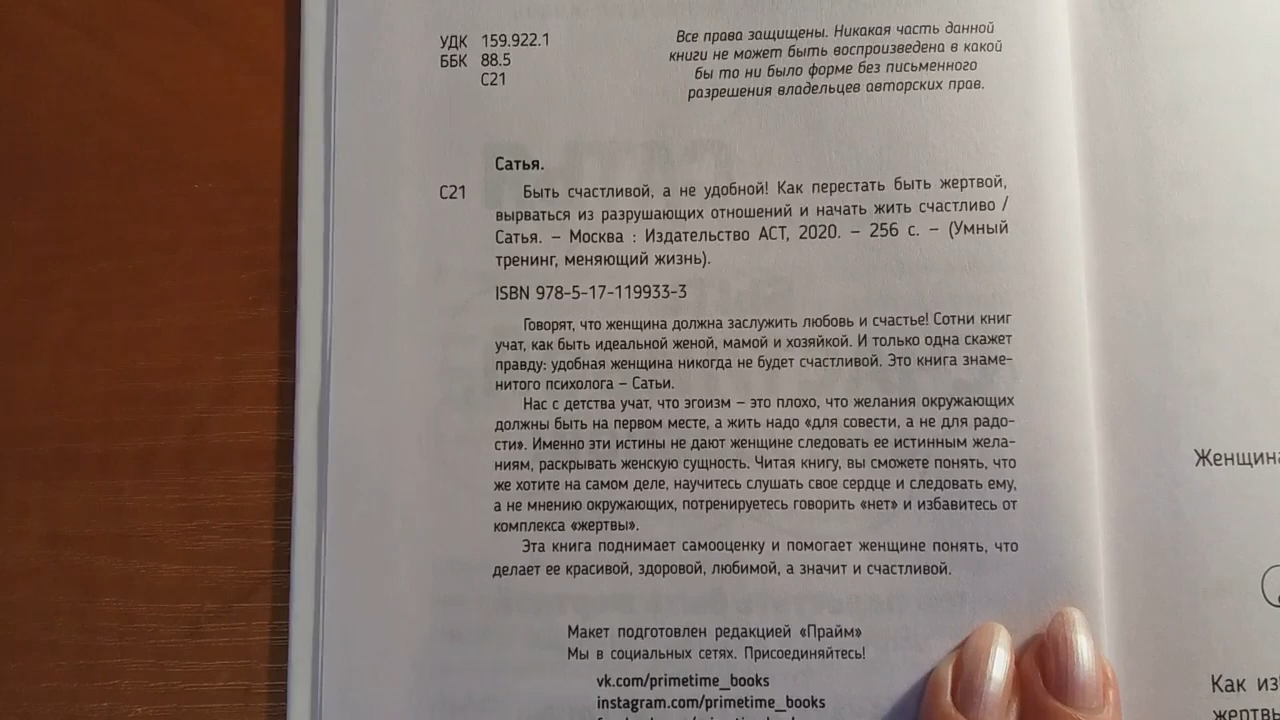 УДК 159.922.1
ББК 88.5
С21
Все права защищены. Никакая часть данной
книги не может быть воспроизведена в какой
бы то ни было форме без письменного
разрешения владельцев авторских прав.
Сатья.
С21 Быть счастливой, а не удобной! Как перестать быть жертвой,
вырваться из разрушающих отношений и начать жить счастливо /
Сатья. – Москва : Издательство АСТ, 2020. – 256 с. – (Умный
тренинг, меняющий жизнь).
ISBN 978-5-17-119933-3
Говорят, что женщина должна заслужить любовь и счастье! Сотни книг
учат, как быть идеальной женой, мамой и хозяйкой. И только одна скажет
правду: удобная женщина никогда не будет счастливой. Это книга знаме-
нитого психолога – Сатьи.
Нас с детства учат, что эгоизм – это плохо, что желания окружающих
должны быть на первом месте, а жить надо «для совести, а не для радо-
сти». Именно эти истины не дают женщине следовать ее истинным жела-
ниям, раскрывать женскую сущность. Читая книгу, вы сможете понять, что
же хотите на самом деле, научитесь слушать свое сердце и следовать ему,
а не мнению окружающих, потренируетесь говорить «нет» и избавитесь от
комплекса «жертвы».
Эта книга поднимает самооценку и помогает женщине понять, что
делает ее красивой, здоровой, любимой, а значит и счастливой.
Макет подготовлен редакцией «Прайм»
Мы в социальных сетях. Присоединяйтесь!
vk.com/primetime_books
instagram.com/primetime_books
Женщина
Как из
жертвы